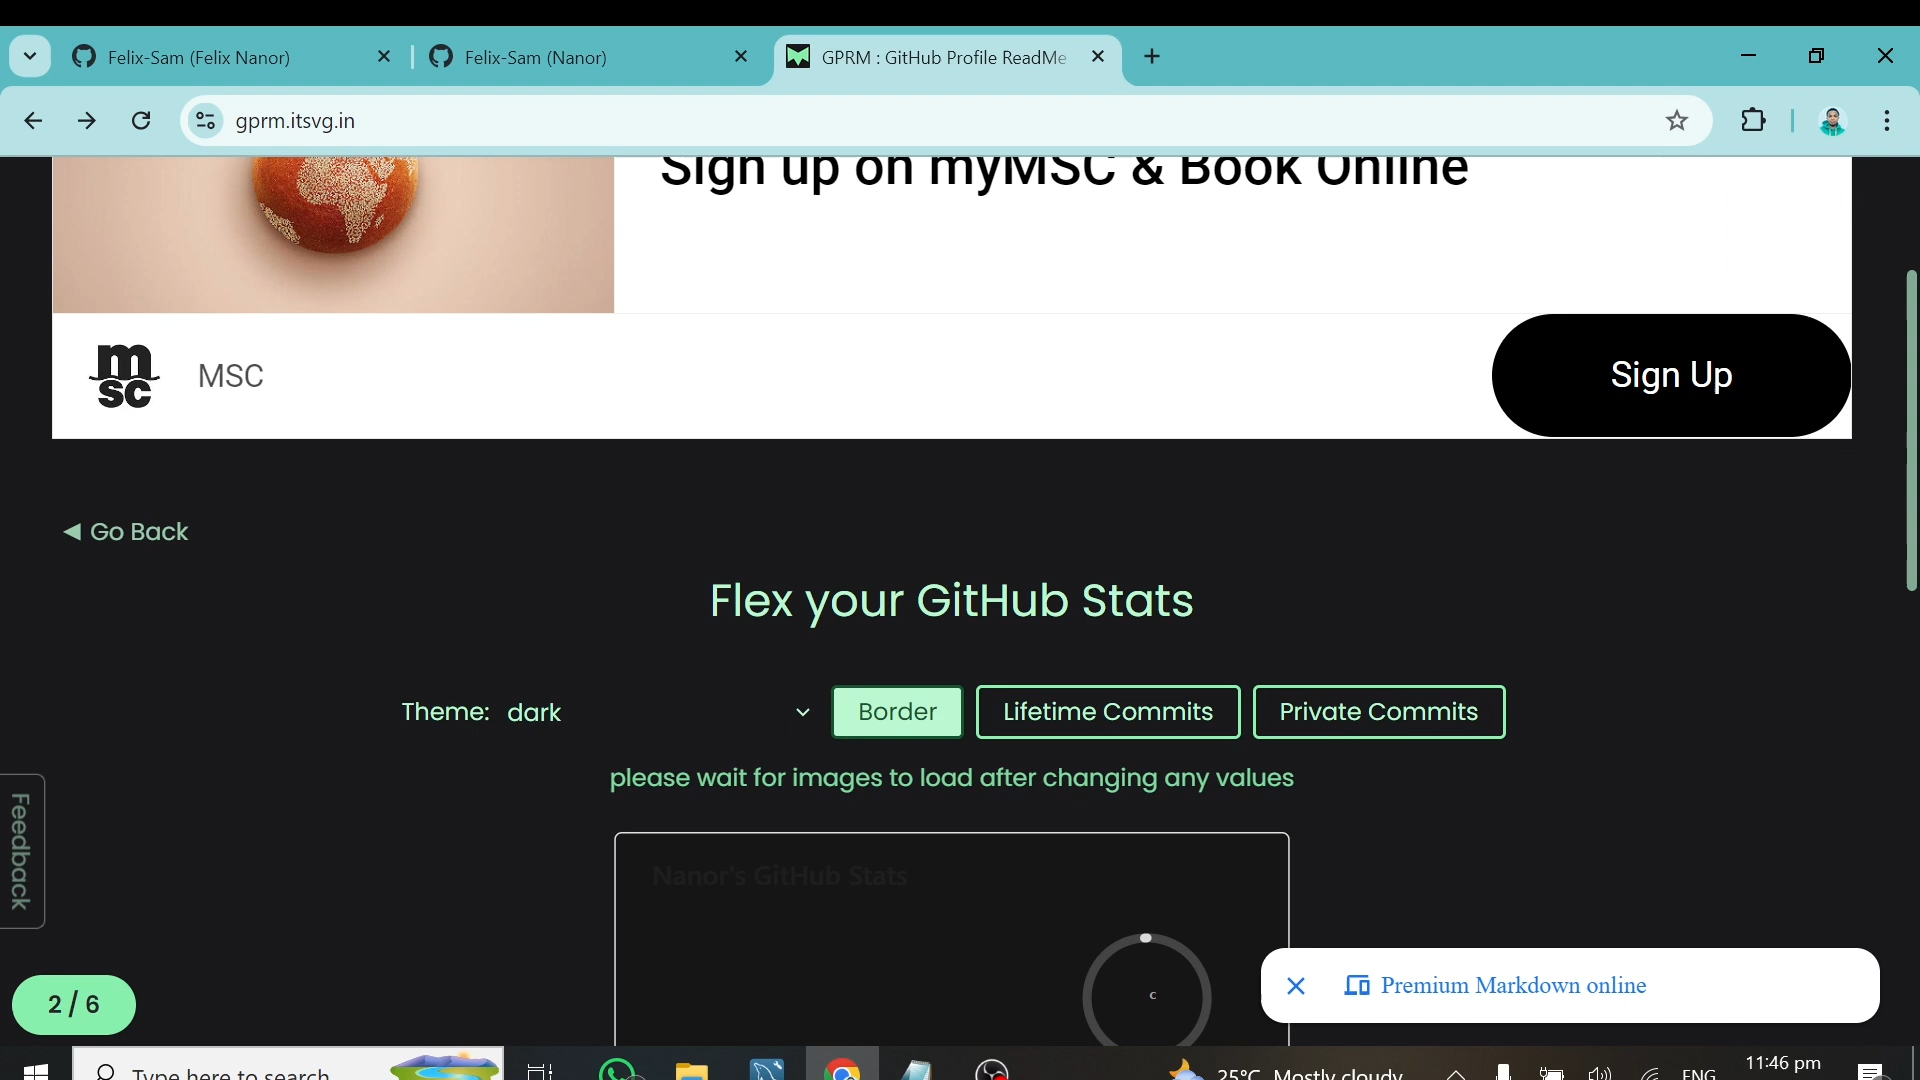 Felix-Sam (Felix Nanor)
Felix-Sam (Nanor)
GPRM : GitHub Profile ReadMe
gprm.itsvg.in
Sign up on myMSC & Book Online
msc
MSC
Sign Up
Go Back
Flex your GitHub Stats
Theme: dark
Border
Lifetime Commits
Private Commits
please wait for images to load after changing any values
Feedback
Nanor's GitHub Stats
C
2 / 6
Premium Markdown online
Type here to search
25°C Mostly cloudy
ENG
11:46 pm